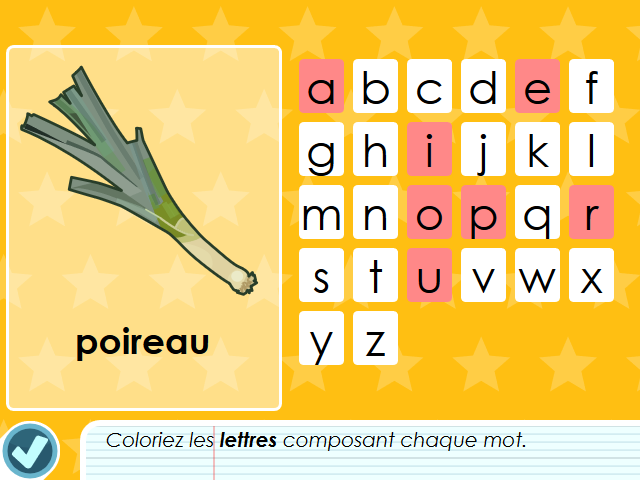 poireau
a b c d e f
g h i j k l
m n o p q r
s t u v w x
y z
Coloriez les lettres composant chaque mot.